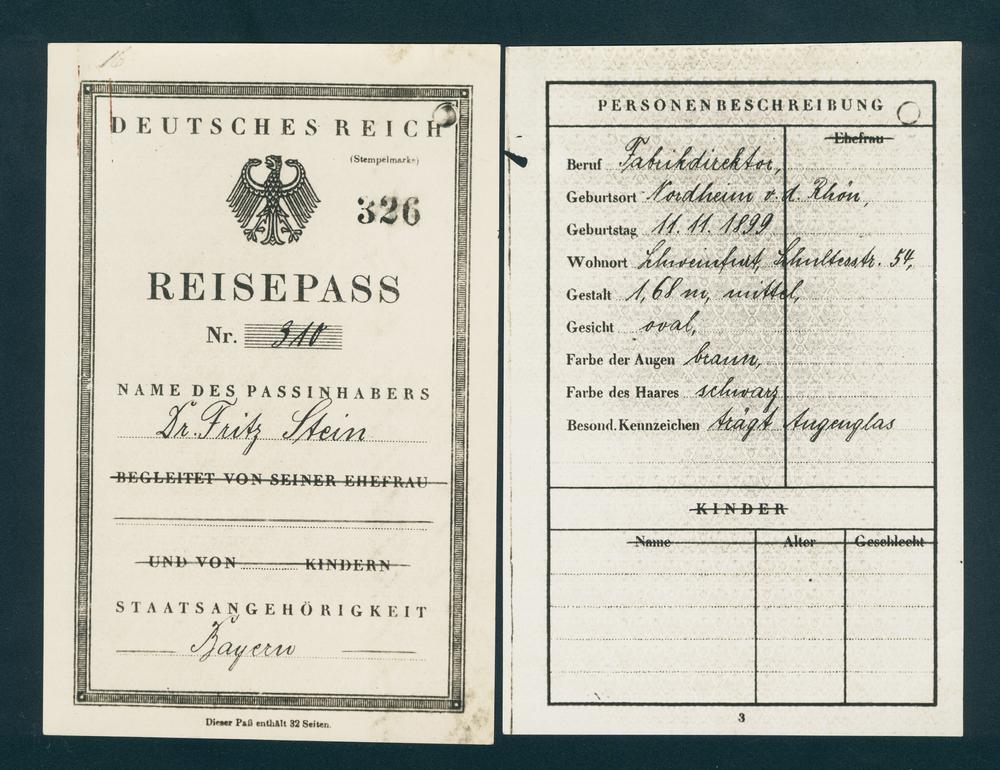 DEUTSCHES REICH
(Stempelmarke)
326
REISEPASS
Nr. 310
NAME DES PASSINHABERS
Dr. Fritz Stein
BEGLEITET VON SEINER EHEFRAU
UND VON KINDERN
STAATSANGEHÖRIGKEIT
Bayern
Dieser Paß enthält 32 Seiten.
PERSONENBESCHREIBUNG
Ehefrau
Beruf Fabrikdirektor,
Geburtsort Nordheim v. d. Rhön,
Geburtstag 11. 11. 1899
Wohnort Schweinfurt, Schultesstr. 54,
Gestalt 1,68 m, mittel,
Gesicht oval,
Farbe der Augen braun,
Farbe des Haares schwarz
Besond. Kennzeichen trägt Augenglas
KINDER
Name Alter Geschlecht
3